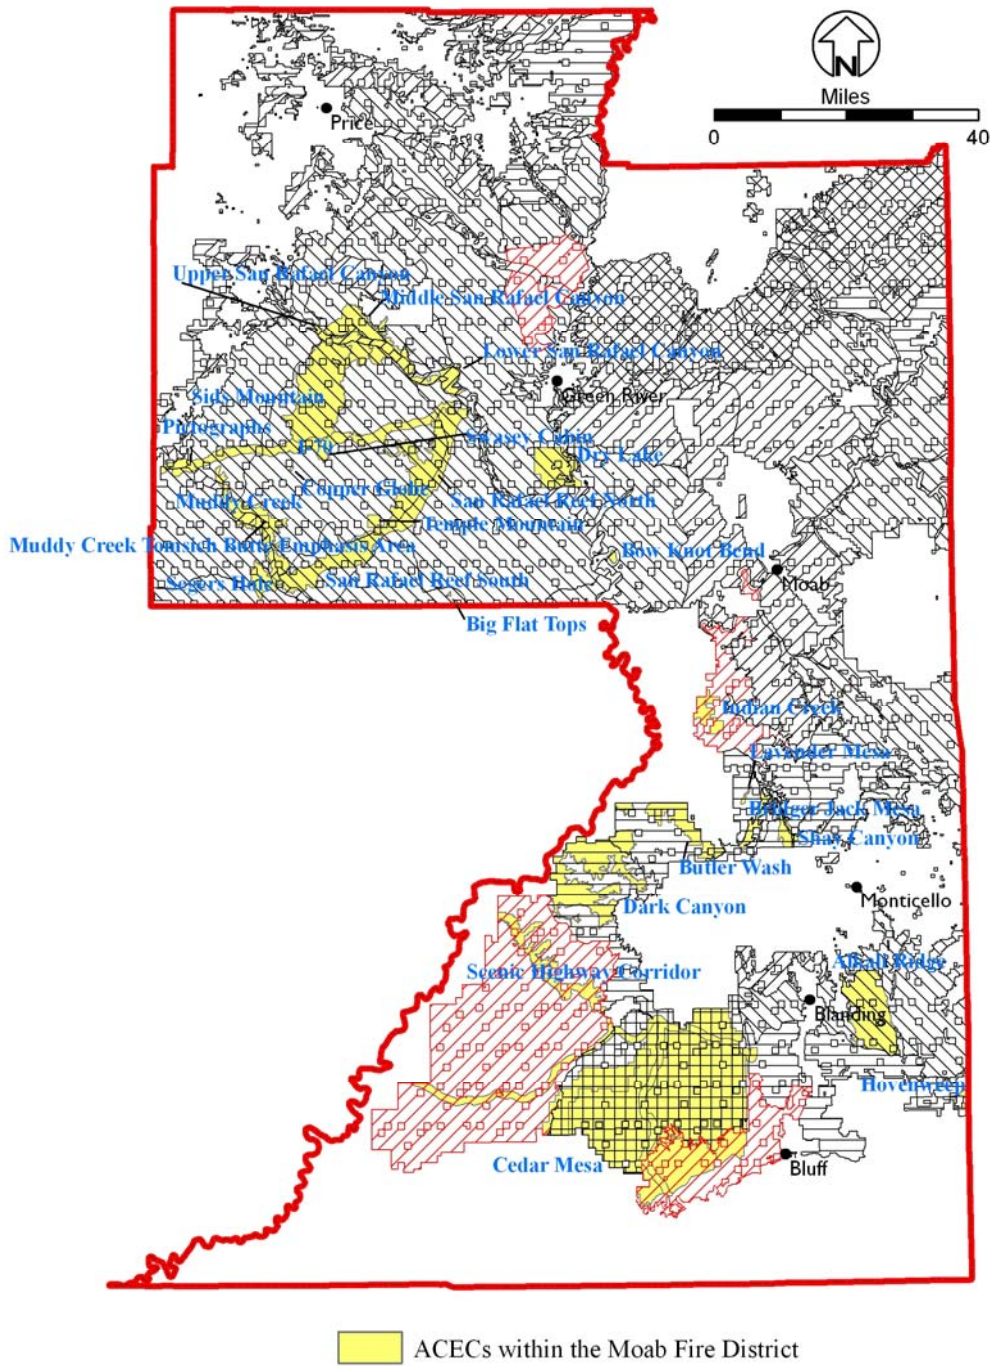 N
Miles
0
40
Price
Upper San Rafael Canyon
Middle San Rafael Canyon
Lower San Rafael Canyon
Green River
Sids Mountain
Pictographs
I-70
Swasey Cabin
Dry Lake
Copper Globe
Muddy Creek
San Rafael Reef North
Temple Mountain
Muddy Creek Tomsich Butte Emphasis Area
Bow Knot Bend
Segers Hole
San Rafael Reef South
Moab
Big Flat Tops
Indian Creek
Lavender Mesa
Bridger Jack Mesa
Shay Canyon
Butler Wash
Monticello
Dark Canyon
Alkali Ridge
Scenic Highway Corridor
Blanding
Hovenweep
Cedar Mesa
Bluff
ACECs within the Moab Fire District